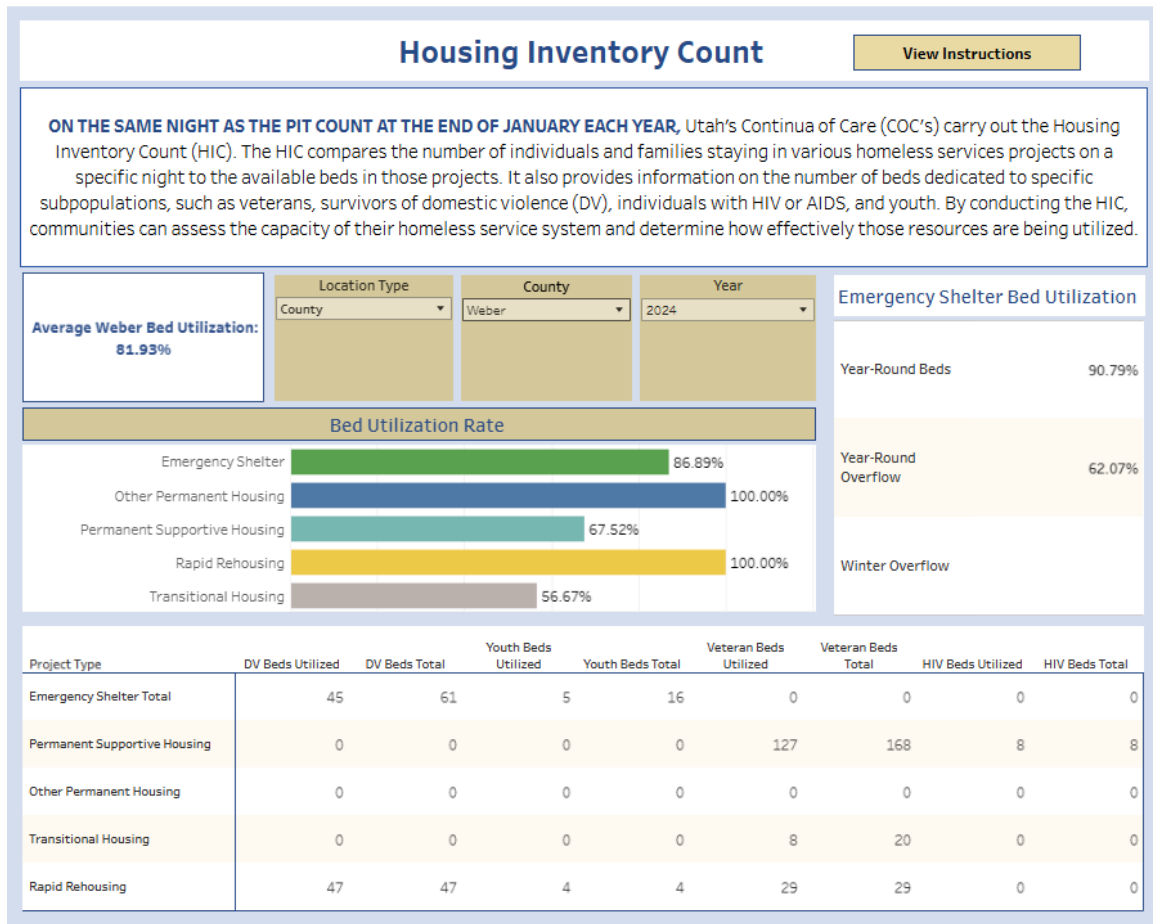 Housing Inventory Count
View Instructions
ON THE SAME NIGHT AS THE PIT COUNT AT THE END OF JANUARY EACH YEAR, Utah's Continua of Care (COC's) carry out the Housing
Inventory Count (HIC). The HIC compares the number of individuals and families staying in various homeless services projects on a
specific night to the available beds in those projects. It also provides information on the number of beds dedicated to specific
subpopulations, such as veterans, survivors of domestic violence (DV), individuals with HIV or AIDS, and youth. By conducting the HIC,
communities can assess the capacity of their homeless service system and determine how effectively those resources are being utilized.
Average Weber Bed Utilization:
81.93%
Location Type
County
County
Weber
Year
2024
Emergency Shelter Bed Utilization
Year-Round Beds 90.79%
Year-Round
Overflow 62.07%
Winter Overflow
Bed Utilization Rate
Emergency Shelter 86.89%
Other Permanent Housing 100.00%
Permanent Supportive Housing 67.52%
Rapid Rehousing 100.00%
Transitional Housing 56.67%
Project Type DV Beds Utilized DV Beds Total Youth Beds Utilized Youth Beds Total Veteran Beds Utilized Veteran Beds Total HIV Beds Utilized HIV Beds Total
Emergency Shelter Total 45 61 5 16 0 0 0 0
Permanent Supportive Housing 0 0 0 0 127 168 8 8
Other Permanent Housing 0 0 0 0 0 0 0 0
Transitional Housing 0 0 0 0 8 20 0 0
Rapid Rehousing 47 47 4 4 29 29 0 0